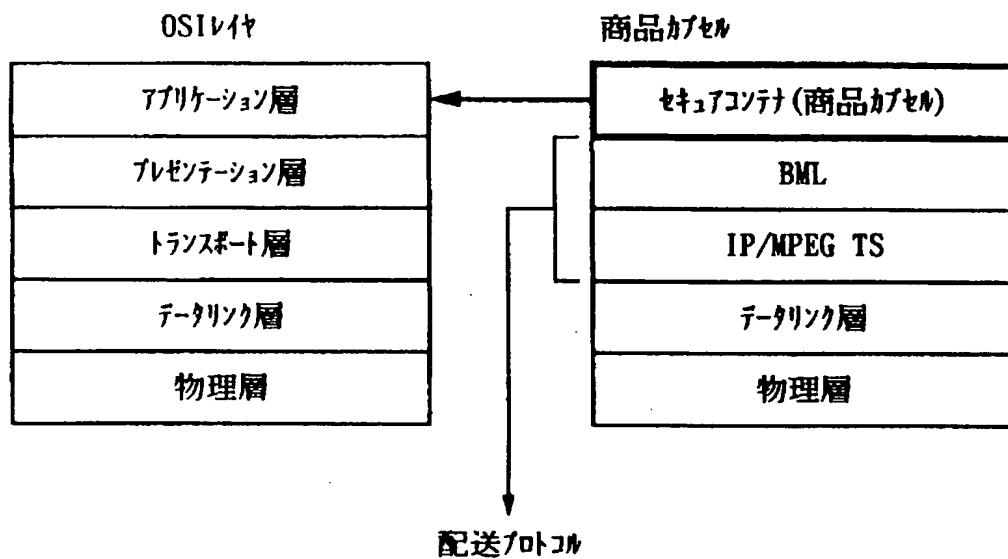 OSIレイヤ
アプリケーション層
プレゼンテーション層
トランスポート層
データリンク層
物理層
商品カプセル
セキュアコンテナ(商品カプセル)
BML
IP/MPEG TS
データリンク層
物理層
配送プロトコル